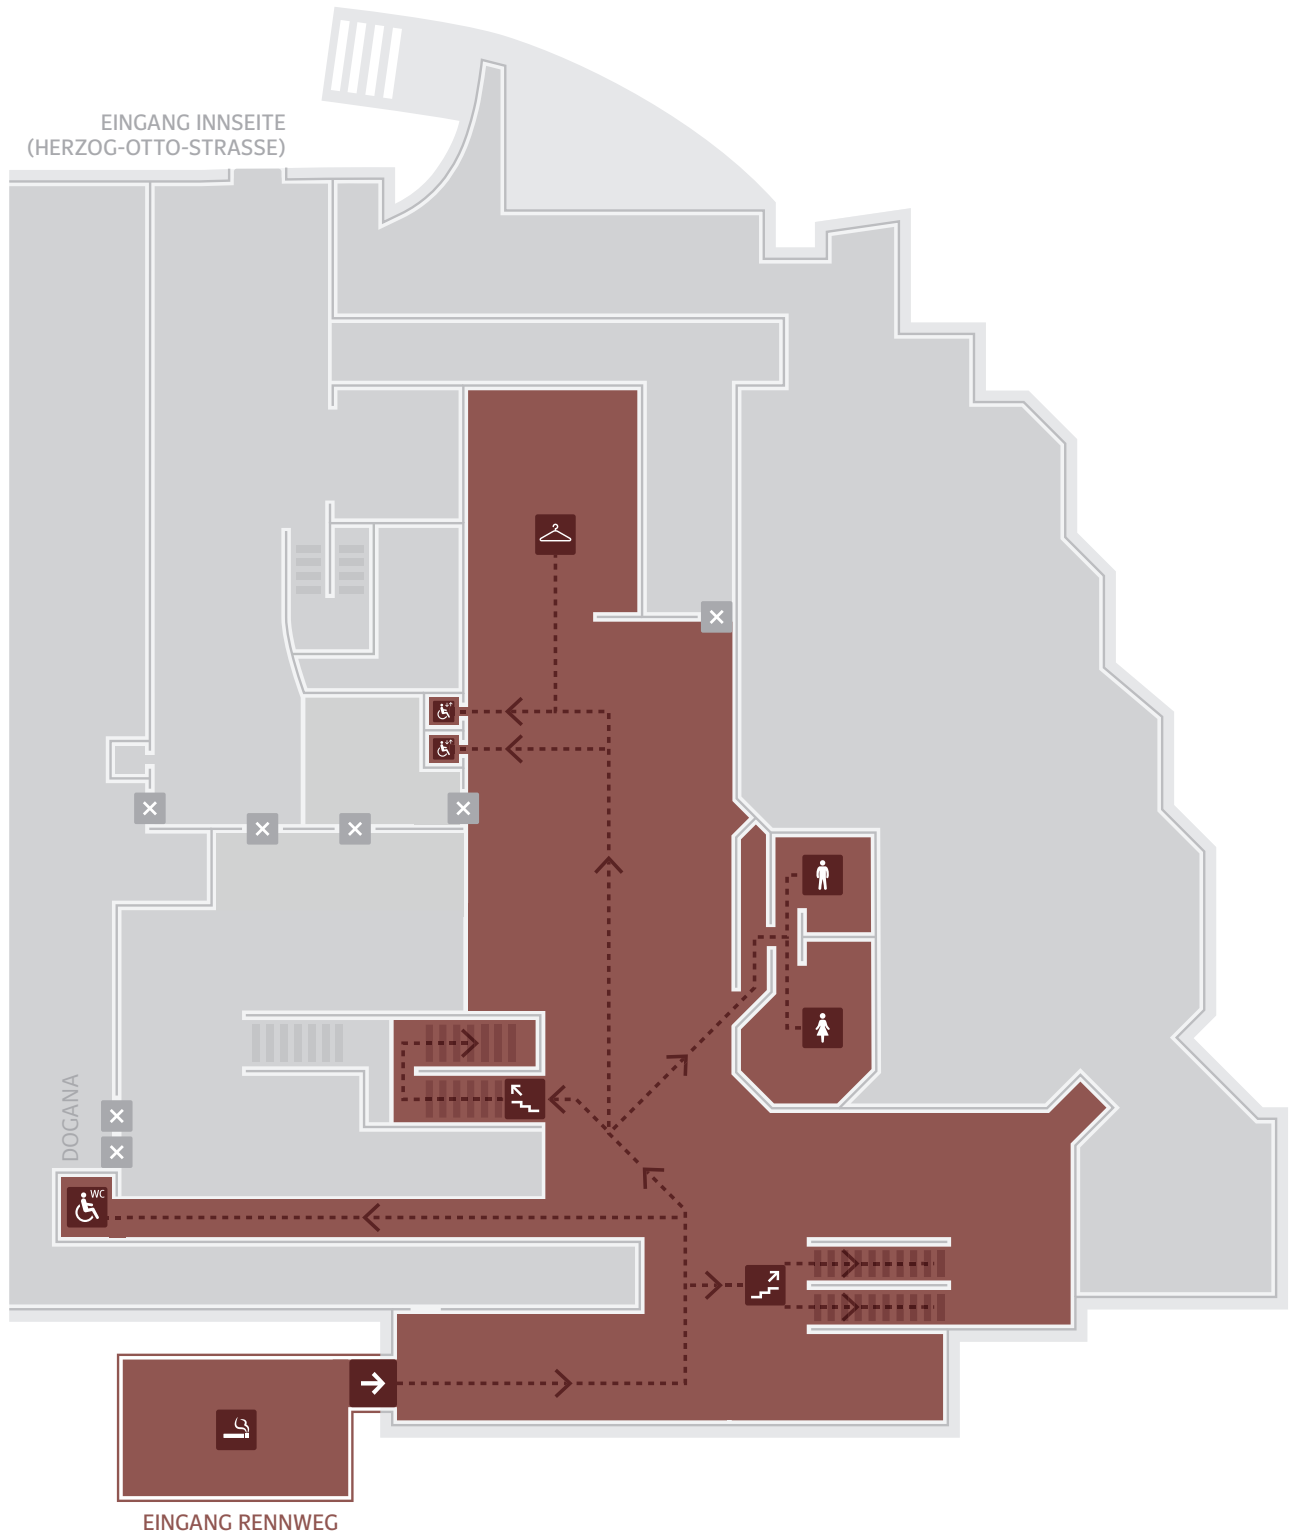 EINGANG INNSEITE
(HERZOG-OTTO-STRASSE)
DOGANA
WC
EINGANG RENNWEG